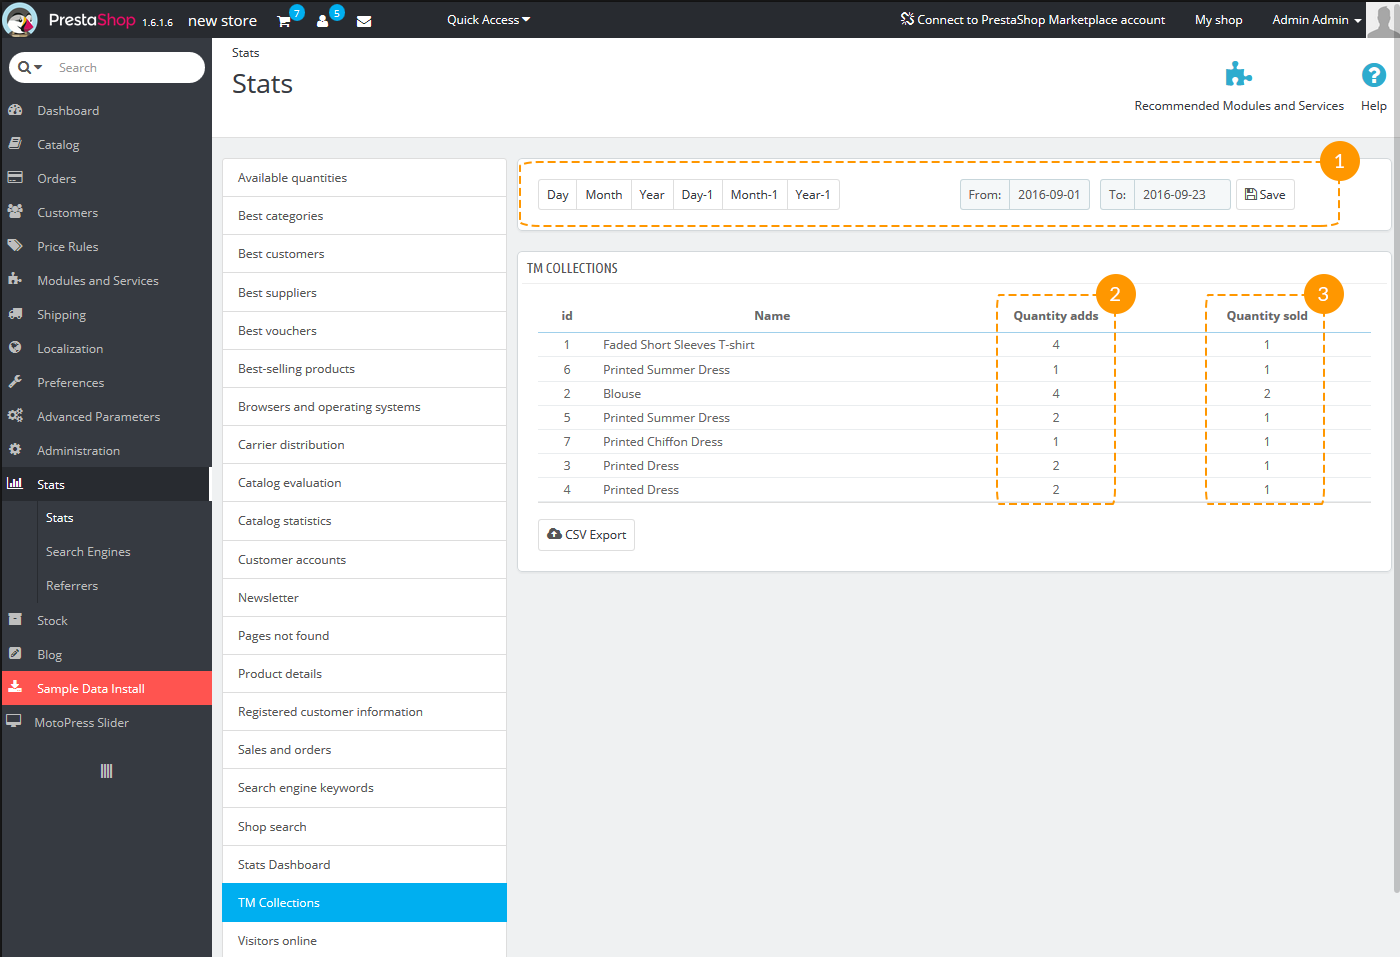 PrestaShop 1.6.1.6 new store 7 5 Quick Access Connect to PrestaShop Marketplace account My shop Admin Admin
Search
Dashboard
Catalog
Orders
Customers
Price Rules
Modules and Services
Shipping
Localization
Preferences
Advanced Parameters
Administration
Stats
Stats
Search Engines
Referrers
Stock
Blog
Sample Data Install
MotoPress Slider
Stats
Stats
Recommended Modules and Services Help
Available quantities
Best categories
Best customers
Best suppliers
Best vouchers
Best-selling products
Browsers and operating systems
Carrier distribution
Catalog evaluation
Catalog statistics
Customer accounts
Newsletter
Pages not found
Product details
Registered customer information
Sales and orders
Search engine keywords
Shop search
Stats Dashboard
TM Collections
Visitors online
1
Day Month Year Day-1 Month-1 Year-1 From: 2016-09-01 To: 2016-09-23 Save
TM COLLECTIONS
2 3
id Name Quantity adds Quantity sold
1 Faded Short Sleeves T-shirt 4 1
6 Printed Summer Dress 1 1
2 Blouse 4 2
5 Printed Summer Dress 2 1
7 Printed Chiffon Dress 1 1
3 Printed Dress 2 1
4 Printed Dress 2 1
CSV Export